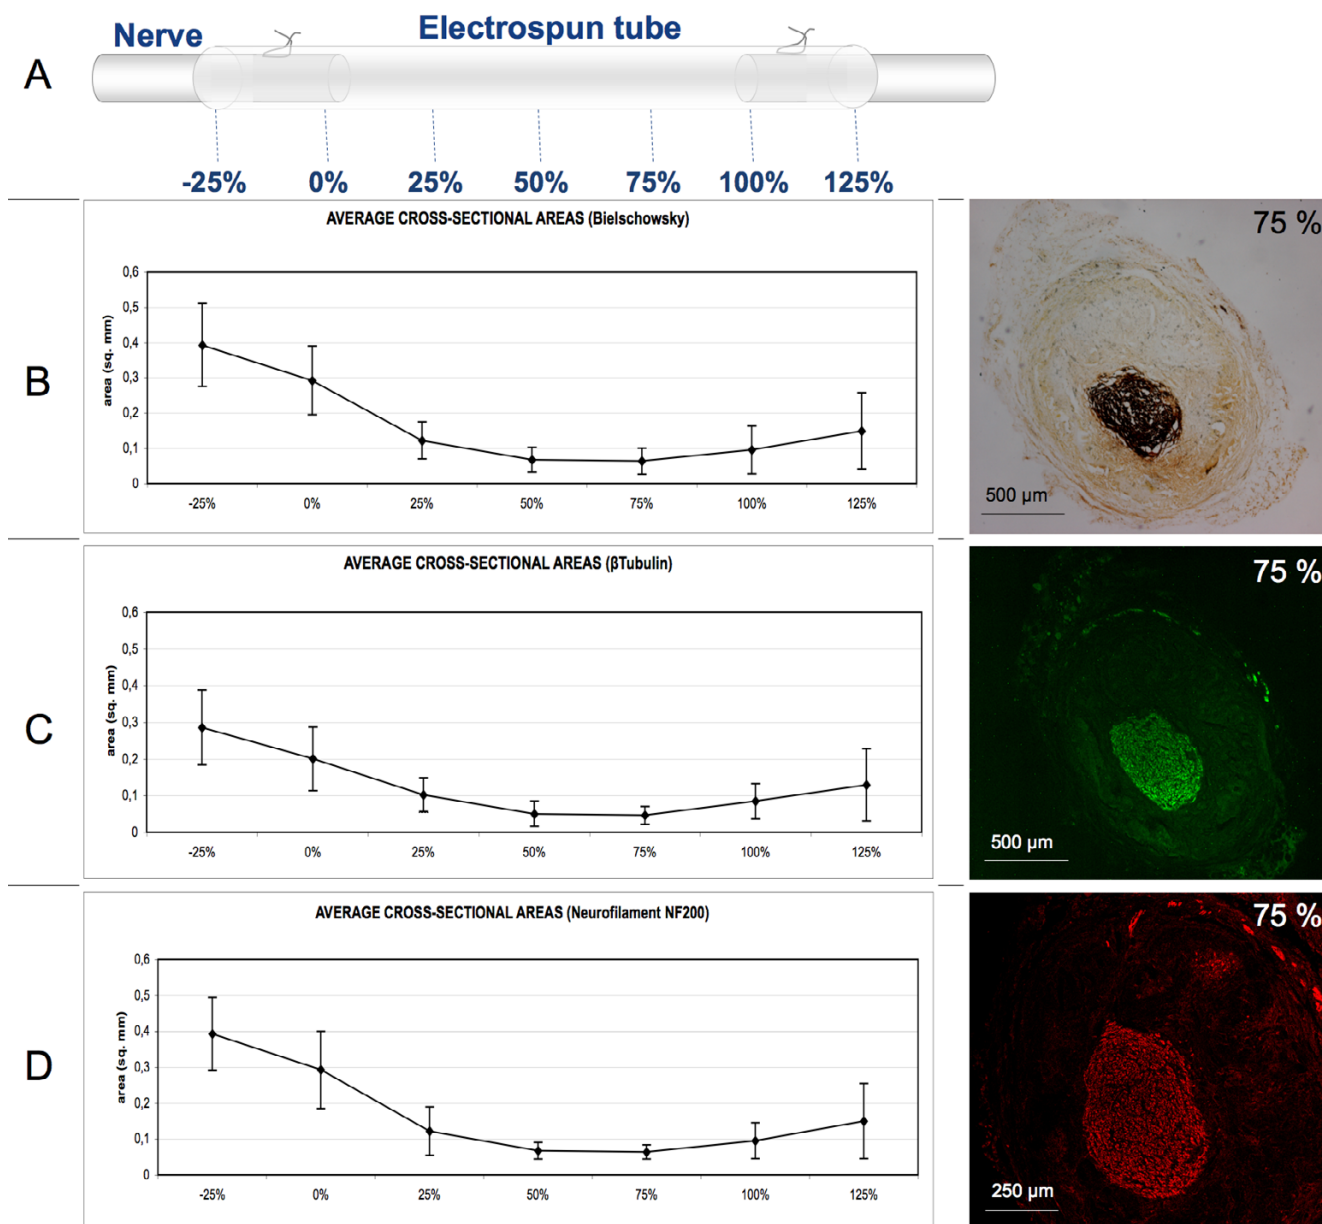 A
Nerve
Electrospun tube
-25% 0% 25% 50% 75% 100% 125%
B
AVERAGE CROSS-SECTIONAL AREAS (Bielschowsky)
area (sq. mm)
0,6
0,5
0,4
0,3
0,2
0,1
0
-25% 0% 25% 50% 75% 100% 125%
75 %
500 µm
C
AVERAGE CROSS-SECTIONAL AREAS (βTubulin)
area (sq. mm)
0,6
0,5
0,4
0,3
0,2
0,1
0
-25% 0% 25% 50% 75% 100% 125%
75 %
500 µm
D
AVERAGE CROSS-SECTIONAL AREAS (Neurofilament NF200)
area (sq. mm)
0,6
0,5
0,4
0,3
0,2
0,1
0
-25% 0% 25% 50% 75% 100% 125%
75 %
250 µm